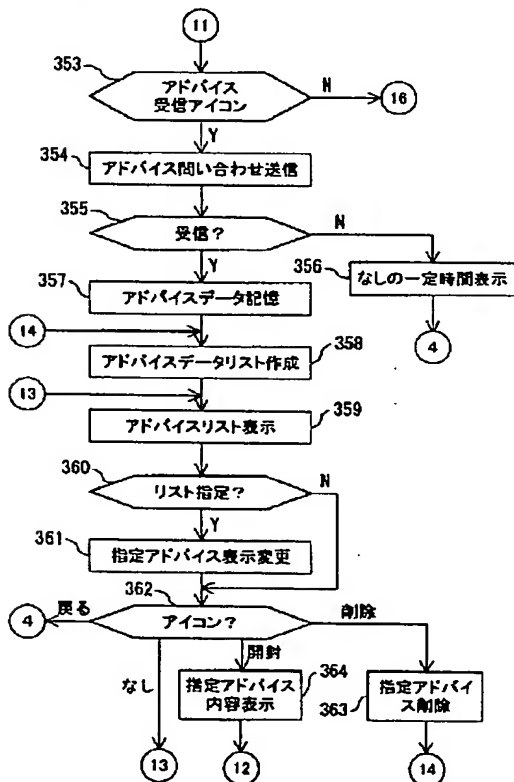 11
353
アドバイス
受信アイコン
N
16
Y
354
アドバイス問い合わせ送信
355
受信?
N
Y
356
なしの一定時間表示
4
357
アドバイスデータ記憶
14
アドバイスデータリスト作成
358
13
アドバイスリスト表示
359
360
リスト指定?
N
Y
361
指定アドバイス表示変更
362
4
戻る
アイコン?
削除
なし
開封
指定アドバイス
内容表示
364
363
指定アドバイ
ス削除
13
12
14